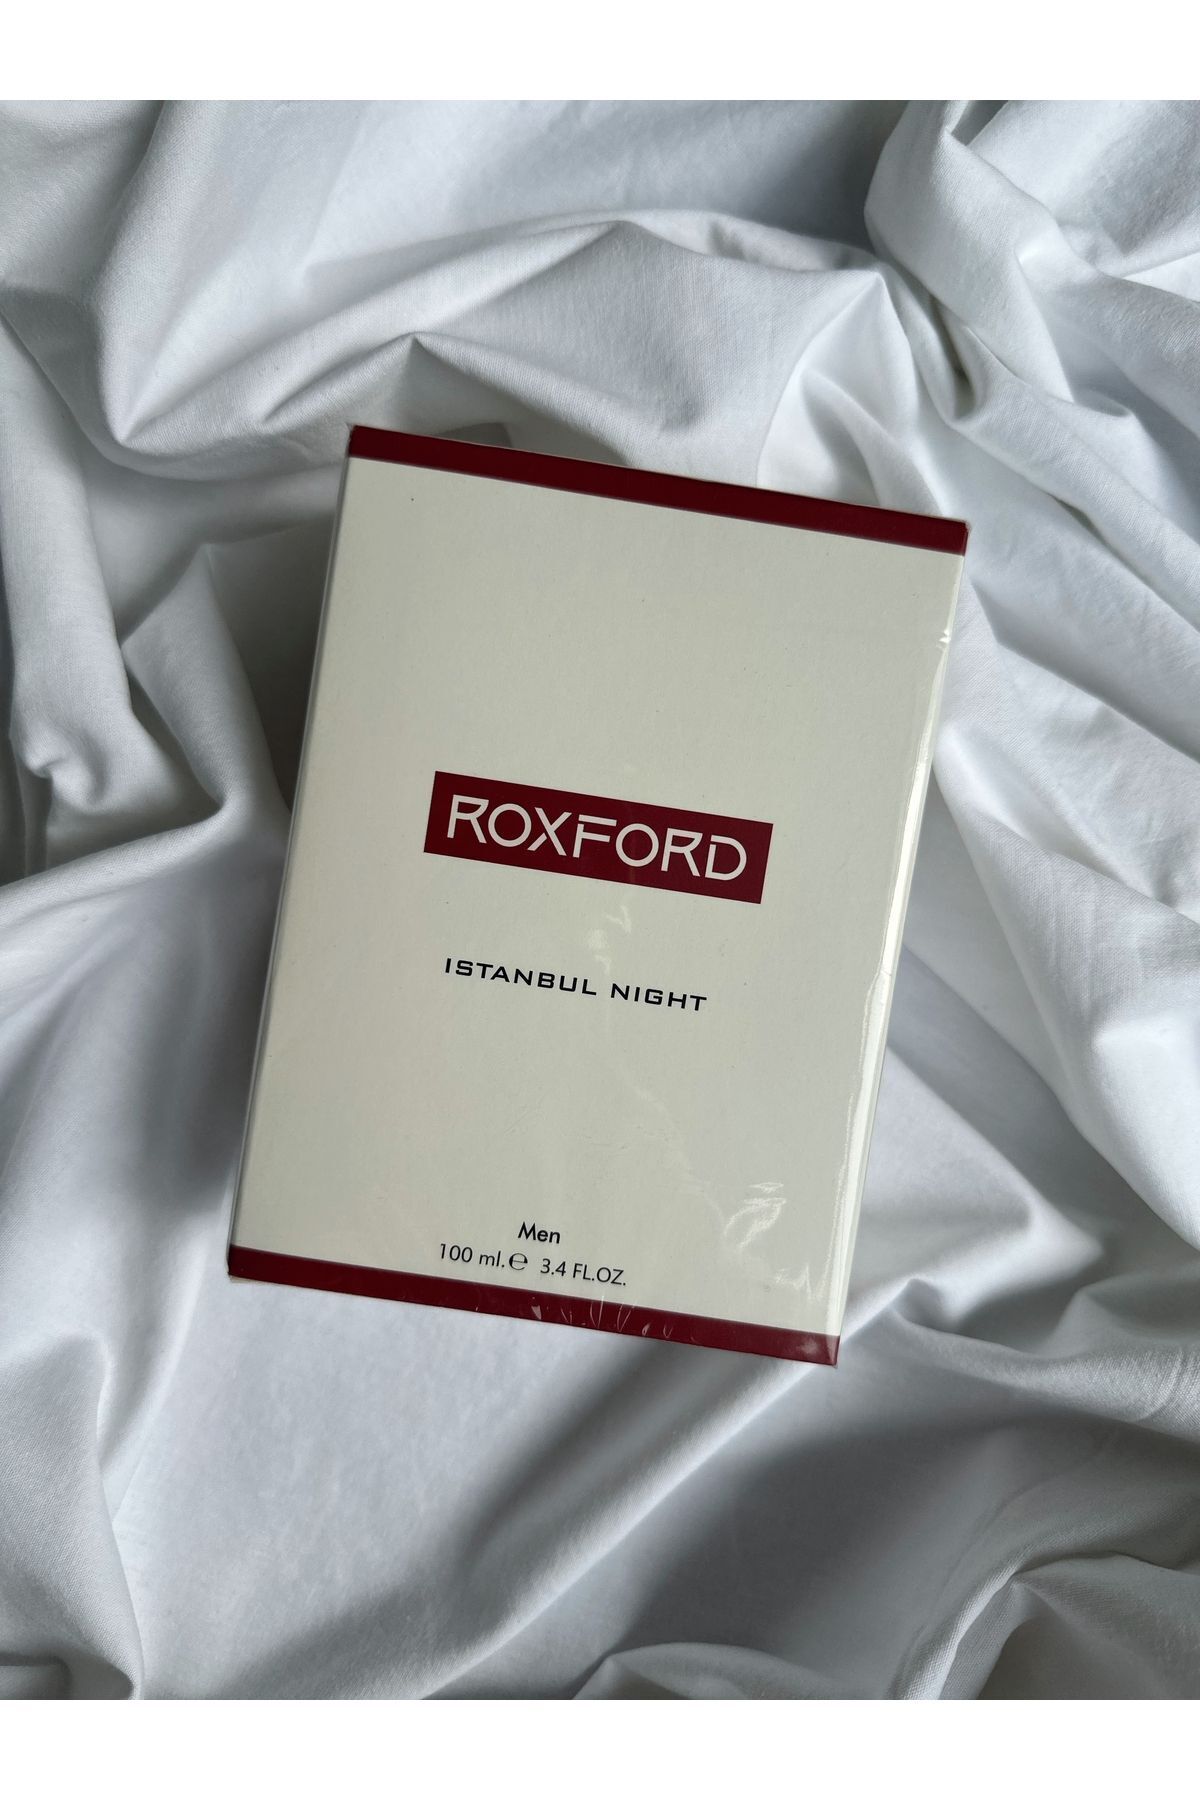 ROXFORD
ISTANBUL NIGHT
Men
100 ml.℮ 3.4 FL.OZ.